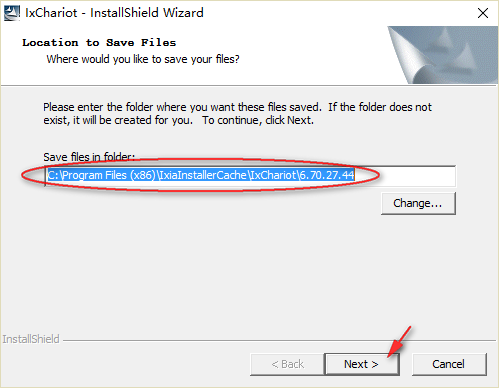 IxChariot - InstallShield Wizard
Location to Save Files
Where would you like to save your files?
Please enter the folder where you want these files saved. If the folder does not
exist, it will be created for you. To continue, click Next.
Save files in folder:
C:\Program Files (x86)\IxiaInstallerCache\IxChariot\6.70.27.44
Change...
InstallShield
< Back Next > Cancel